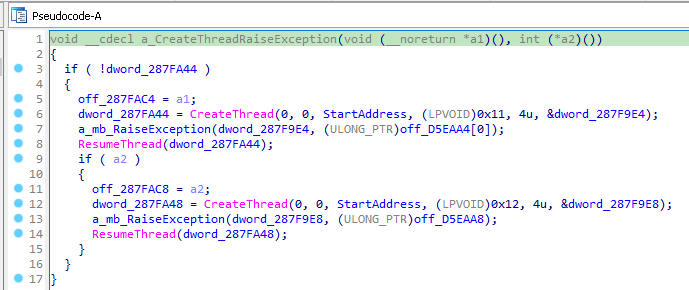 Pseudocode-A
1 void __cdecl a_CreateThreadRaiseException(void (__noreturn *a1)(), int (*a2)())
2 {
3 if ( !dword_287FA44 )
4 {
5 off_287FAC4 = a1;
6 dword_287FA44 = CreateThread(0, 0, StartAddress, (LPVOID)0x11, 4u, &dword_287F9E4);
7 a_mb_RaiseException(dword_287F9E4, (ULONG_PTR)off_D5EAA4[0]);
8 ResumeThread(dword_287FA44);
9 if ( a2 )
10 {
11 off_287FAC8 = a2;
12 dword_287FA48 = CreateThread(0, 0, StartAddress, (LPVOID)0x12, 4u, &dword_287F9E8);
13 a_mb_RaiseException(dword_287F9E8, (ULONG_PTR)off_D5EAA8);
14 ResumeThread(dword_287FA48);
15 }
16 }
17 }